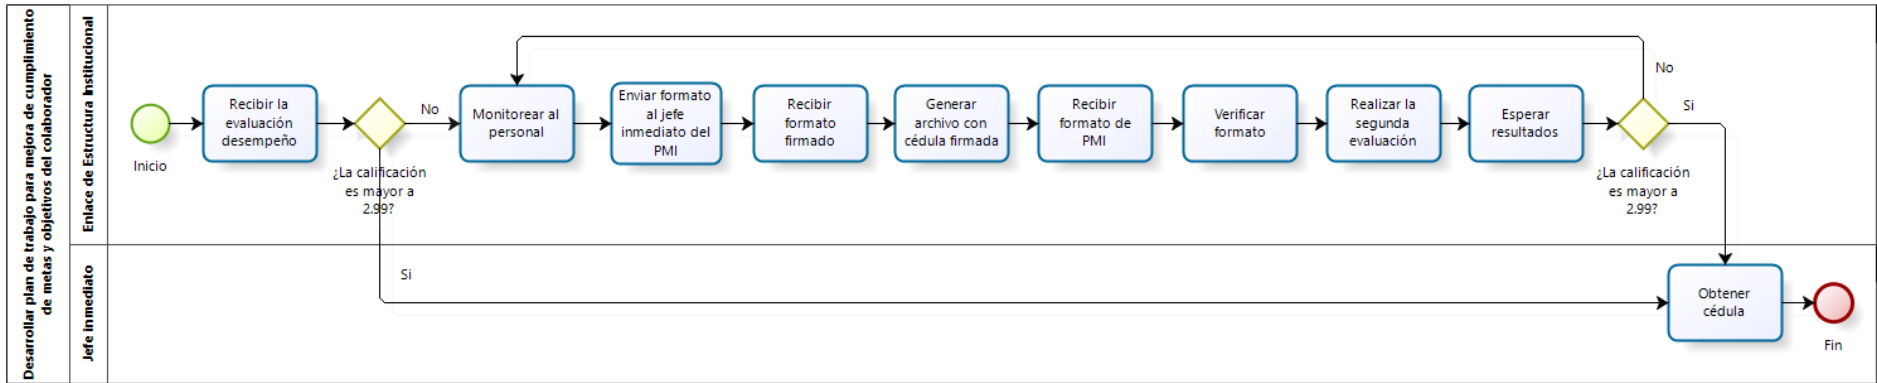 Desarrollar plan de trabajo para mejora de cumplimiento
de metas y objetivos del colaborador
Enlace de Estructura Institucional
Inicio
Recibir la
evaluación
desempeño
¿La calificación
es mayor a
2.99?
No
Monitorear al
personal
Enviar formato
al jefe
inmediato del
PMI
Recibir
formato
firmado
Generar
archivo con
cédula firmada
Recibir
formato de
PMI
Verificar
formato
Realizar la
segunda
evaluación
Esperar
resultados
¿La calificación
es mayor a
2.99?
No
Si
Jefe inmediato
Si
Obtener
cédula
Fin